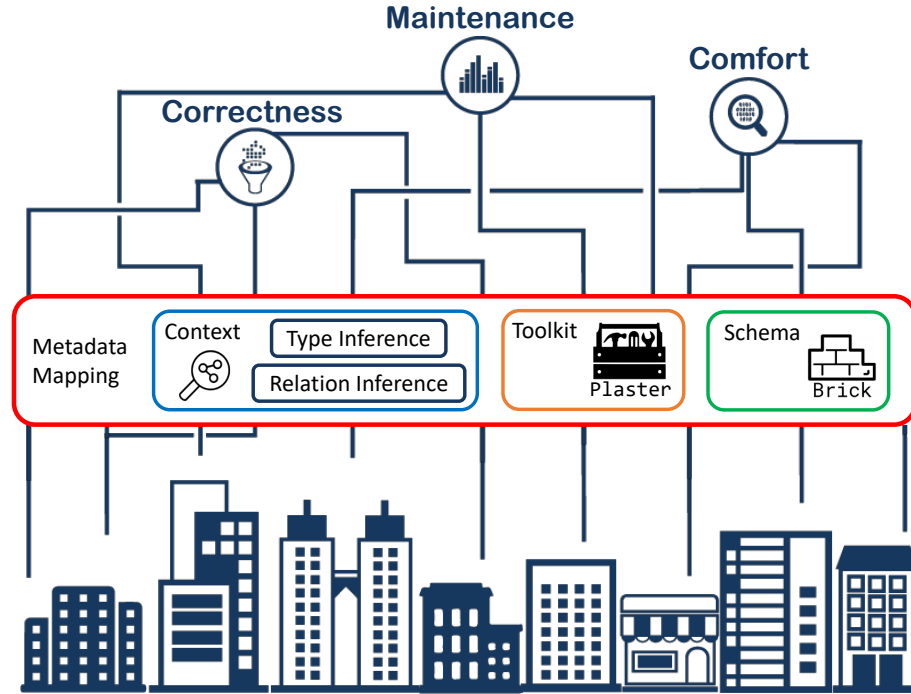 Maintenance
Comfort
Correctness
Metadata
Mapping
Context
Type Inference
Relation Inference
Toolkit
Plaster
Schema
Brick